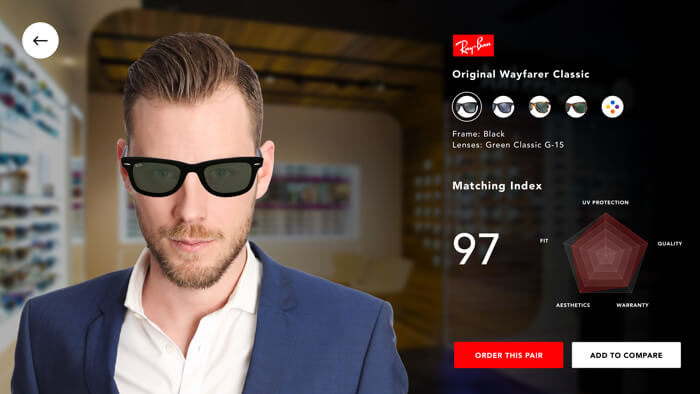 Ray-Ban
Original Wayfarer Classic
Frame: Black
Lenses: Green Classic G-15
Matching Index
97
UV PROTECTION
FIT
QUALITY
AESTHETICS
WARRANTY
ORDER THIS PAIR
ADD TO COMPARE